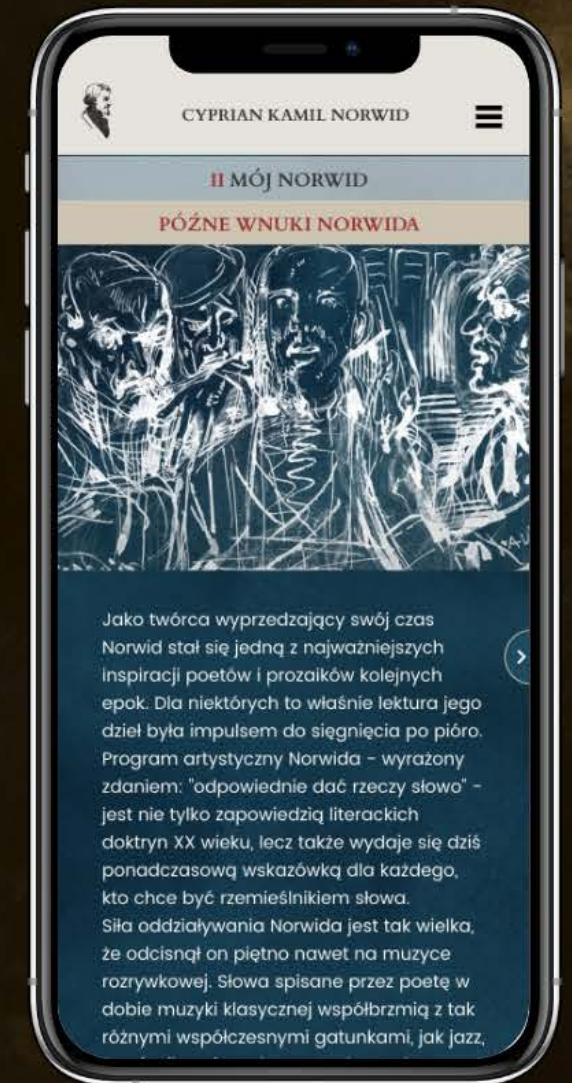 CYPRIAN KAMIL NORWID
II MÓJ NORWID
PÓŹNE WNUKI NORWIDA
Jako twórca wyprzedzający swój czas
Norwid stał się jedną z najważniejszych
inspiracji poetów i prozaików kolejnych
epok. Dla niektórych to właśnie lektura jego
dzieł była impulsem do sięgnięcia po pióro.
Program artystyczny Norwida - wyrażony
zdaniem: "odpowiednie dać rzeczy słowo" -
jest nie tylko zapowiedzią literackich
doktryn XX wieku, lecz także wydaje się dziś
ponadczasową wskazówką dla każdego,
kto chce być rzemieślnikiem słowa.
Siła oddziaływania Norwida jest tak wielka,
że odcisnął on piętno nawet na muzyce
rozrywkowej. Słowa spisane przez poetę w
dobie muzyki klasycznej współbrzmią z tak
różnymi współczesnymi gatunkami, jak jazz,